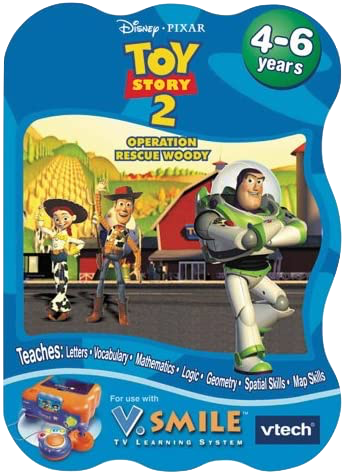 Disney · PIXAR
TOY
STORY
2
OPERATION
RESCUE WOODY
4-6
years
Teaches: Letters • Vocabulary • Mathematics • Logic • Geometry • Spatial Skills • Map Skills
For use with
V.SMILE™
TV LEARNING SYSTEM
vtech